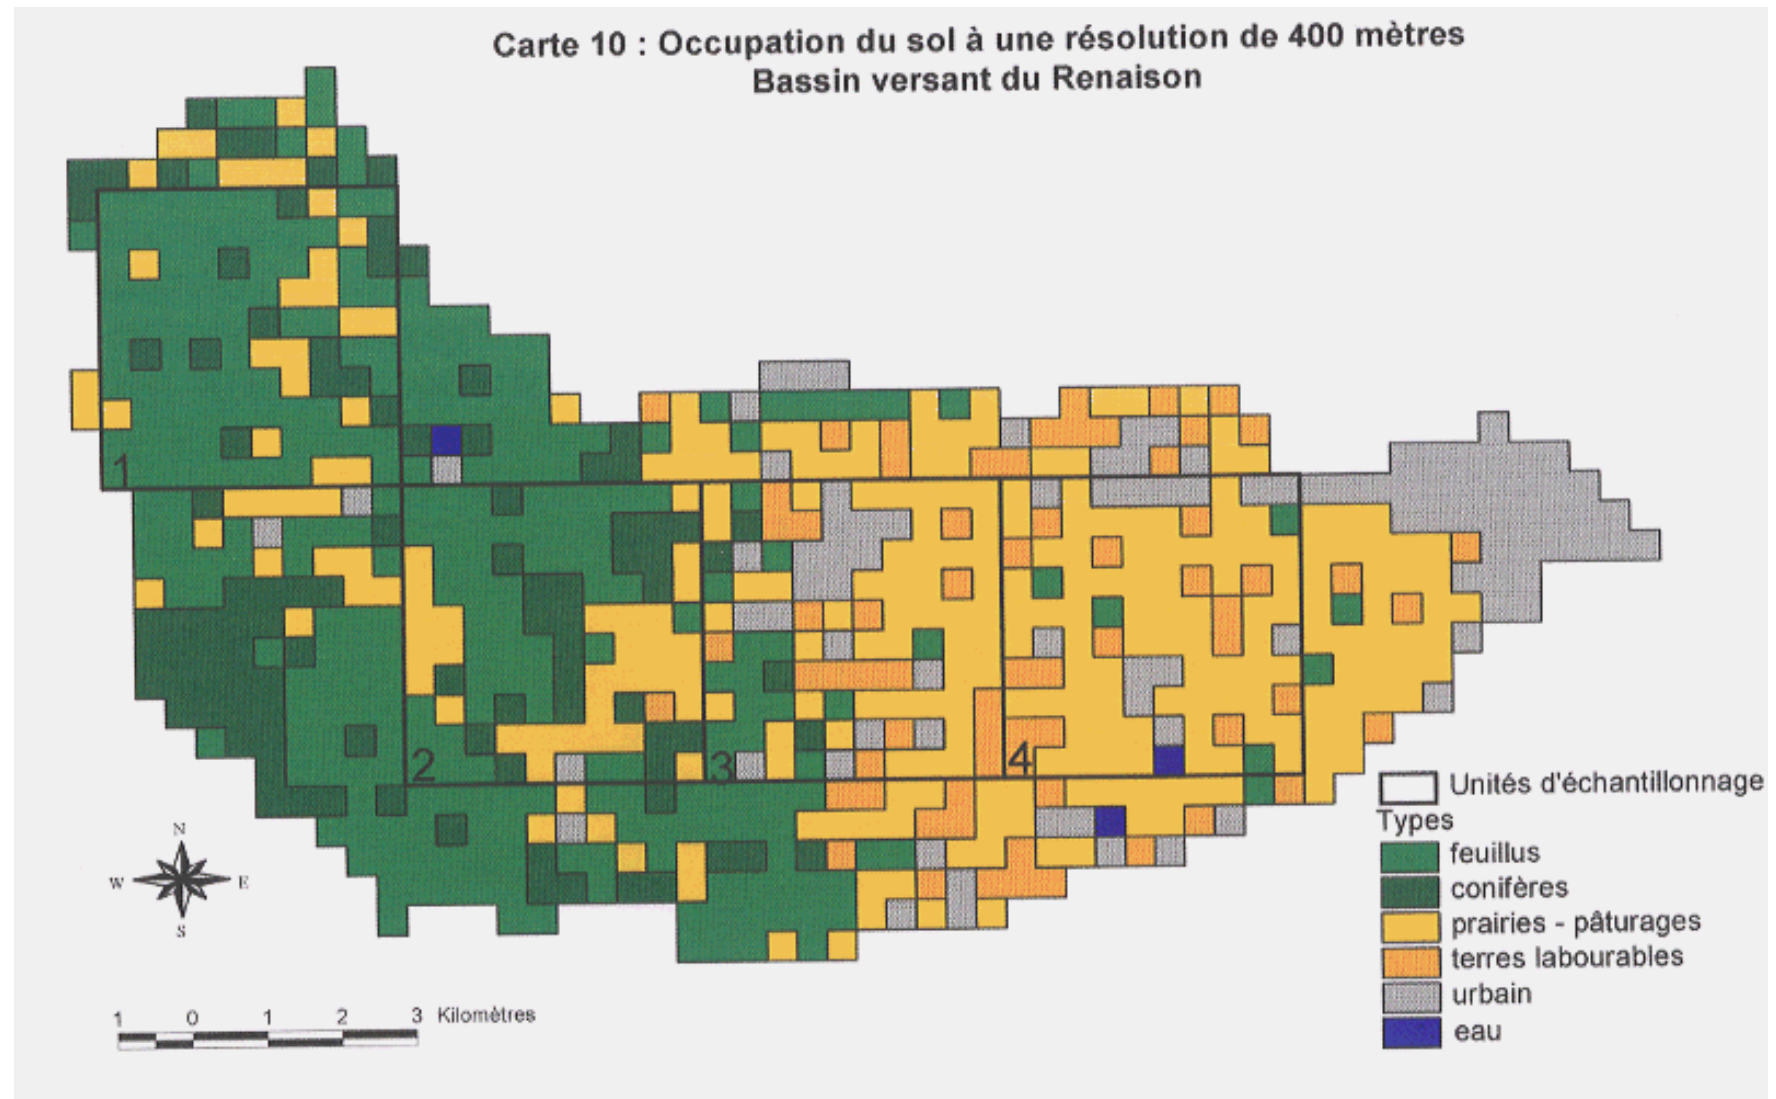 Carte 10 : Occupation du sol à une résolution de 400 mètres
Bassin versant du Renaison
1
2
3
4
N
W
E
S
1 0 1 2 3 Kilomètres
Unités d'échantillonnage
Types
feuillus
conifères
prairies - pâturages
terres labourables
urbain
eau